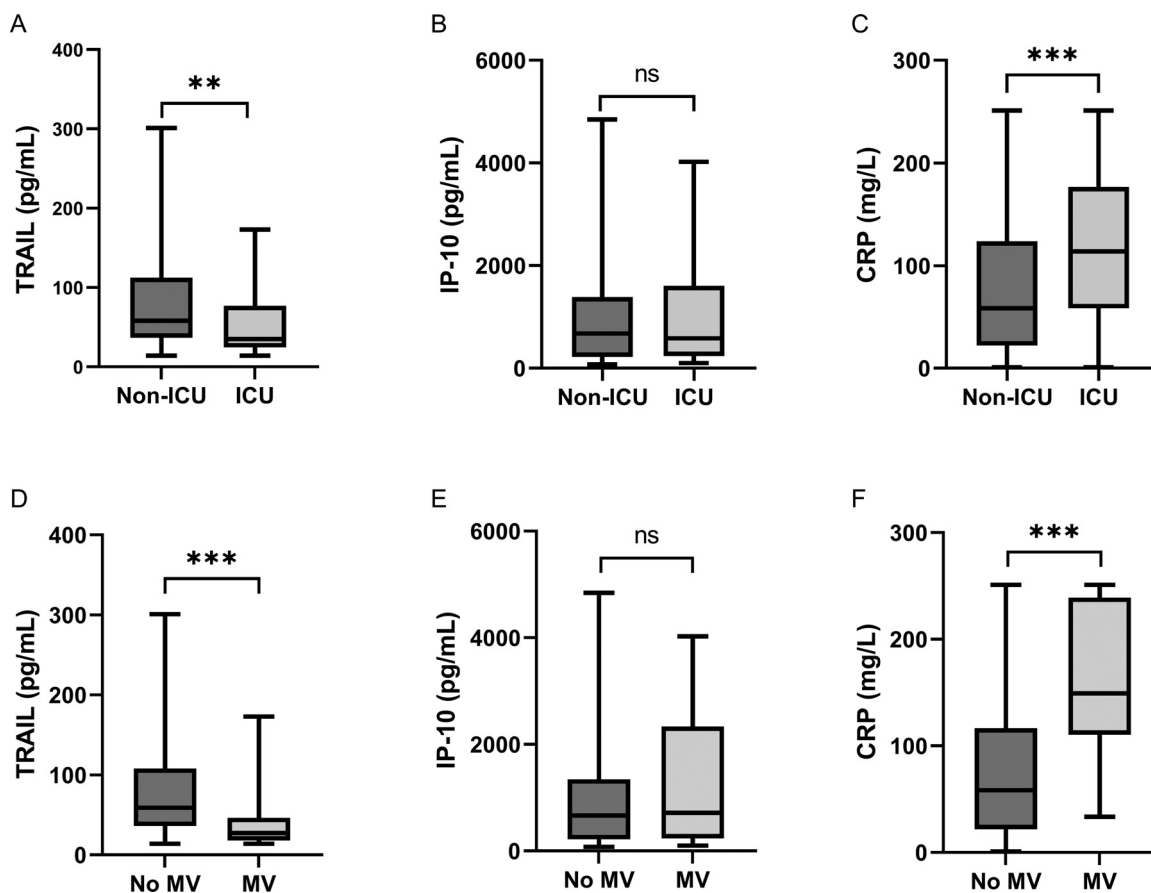 A
TRAIL (pg/mL)
400
300
200
100
0
**
Non-ICU ICU
B
IP-10 (pg/mL)
6000
4000
2000
0
ns
Non-ICU ICU
C
CRP (mg/L)
300
200
100
0
***
Non-ICU ICU
D
TRAIL (pg/mL)
400
300
200
100
0
***
No MV MV
E
IP-10 (pg/mL)
6000
4000
2000
0
ns
No MV MV
F
CRP (mg/L)
300
200
100
0
***
No MV MV